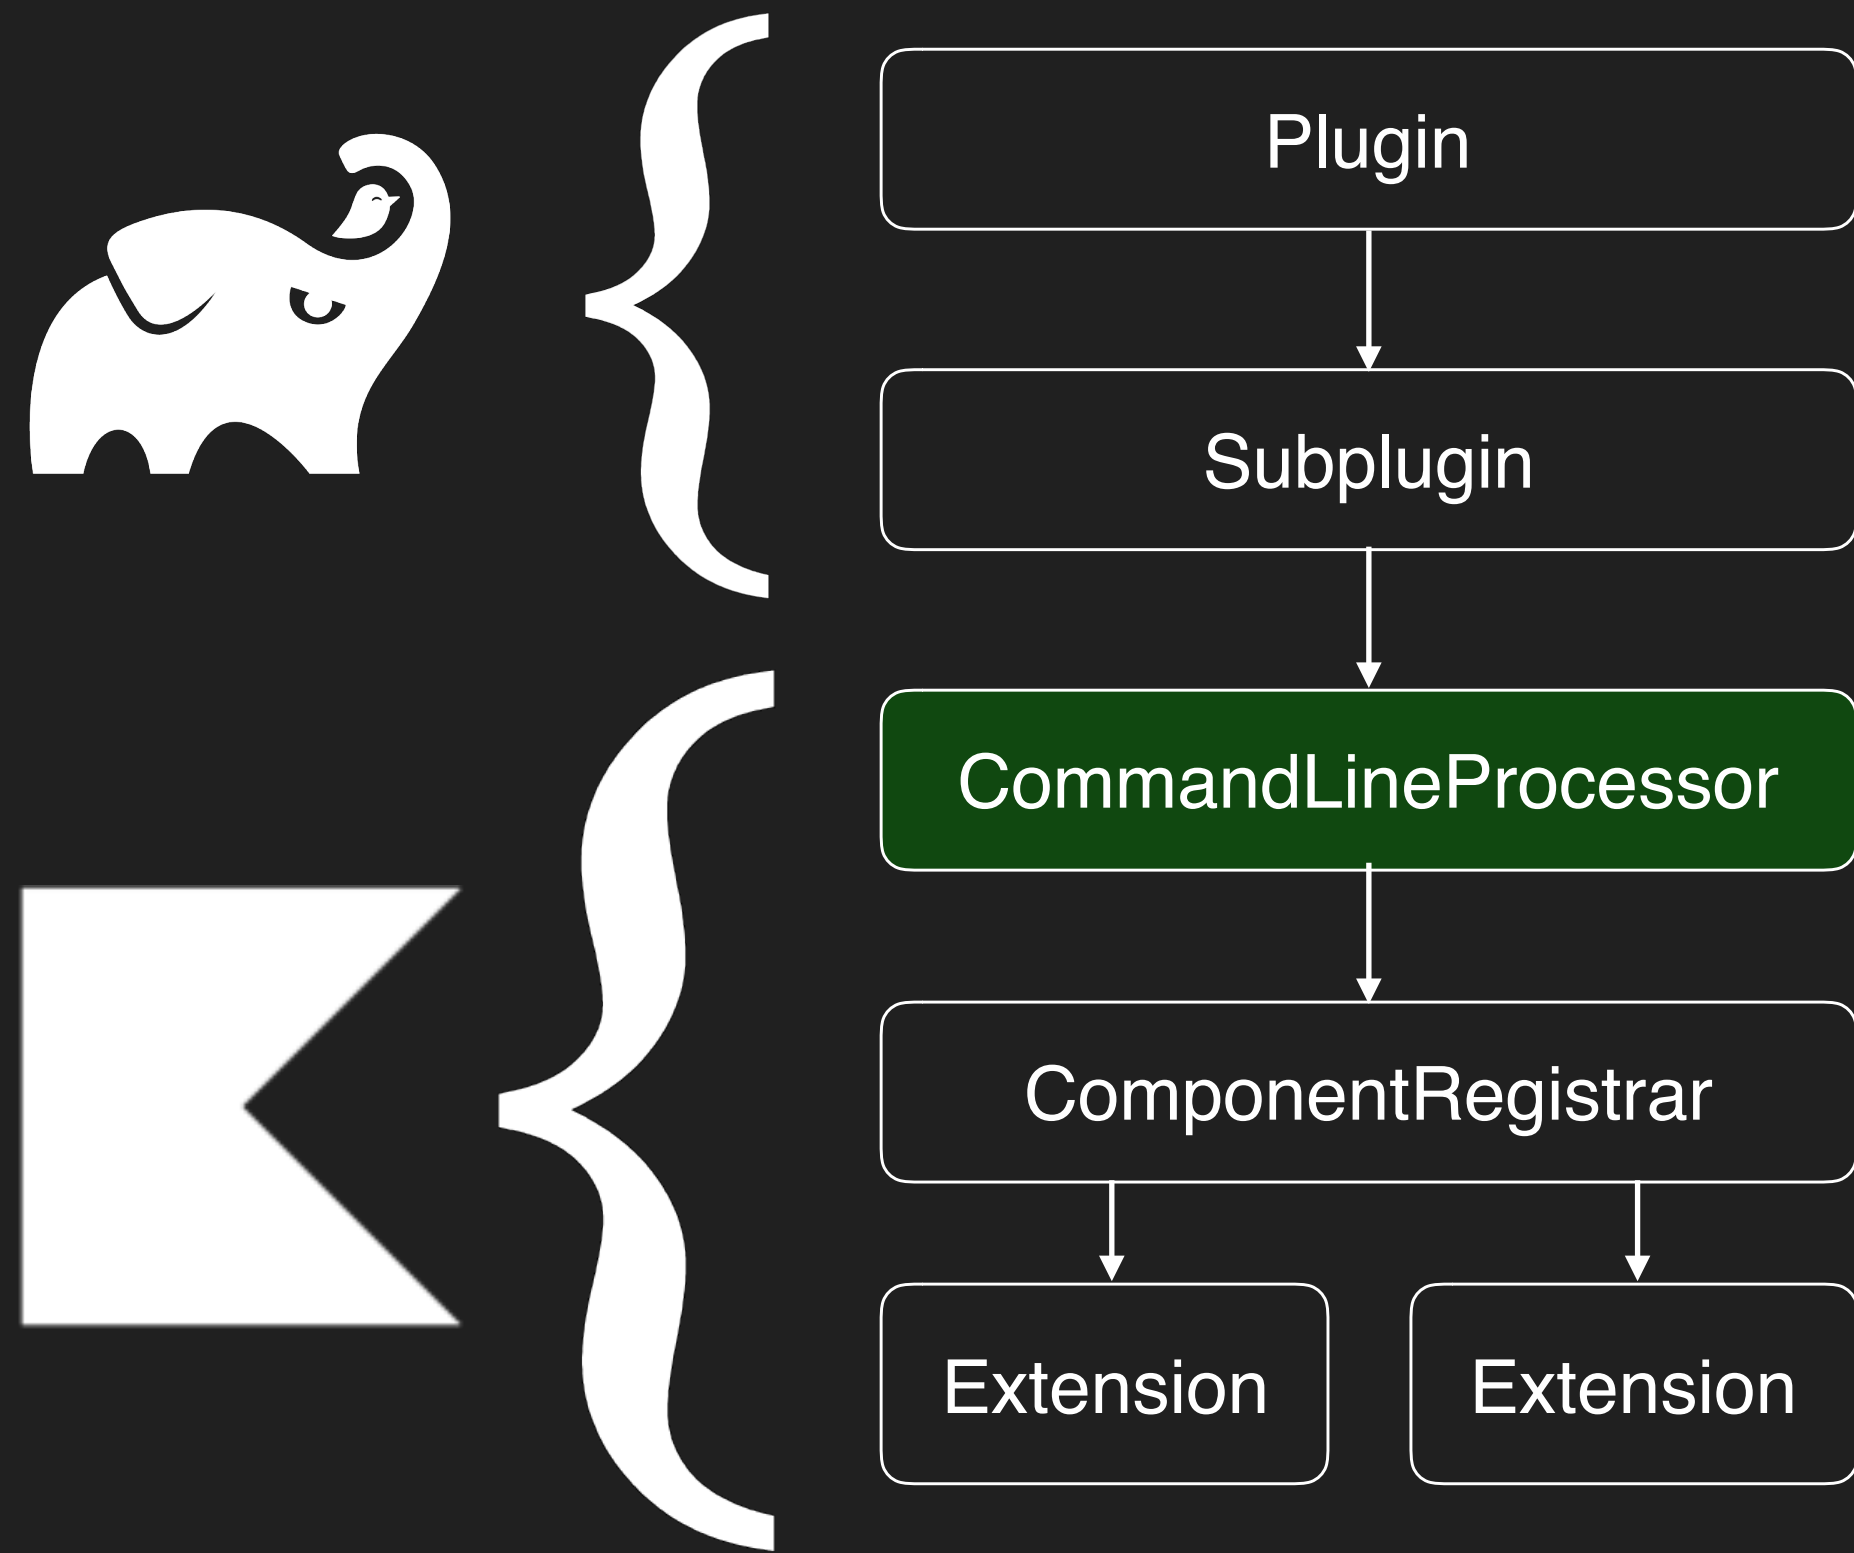 Plugin
Subplugin
CommandLineProcessor
ComponentRegistrar
Extension
Extension